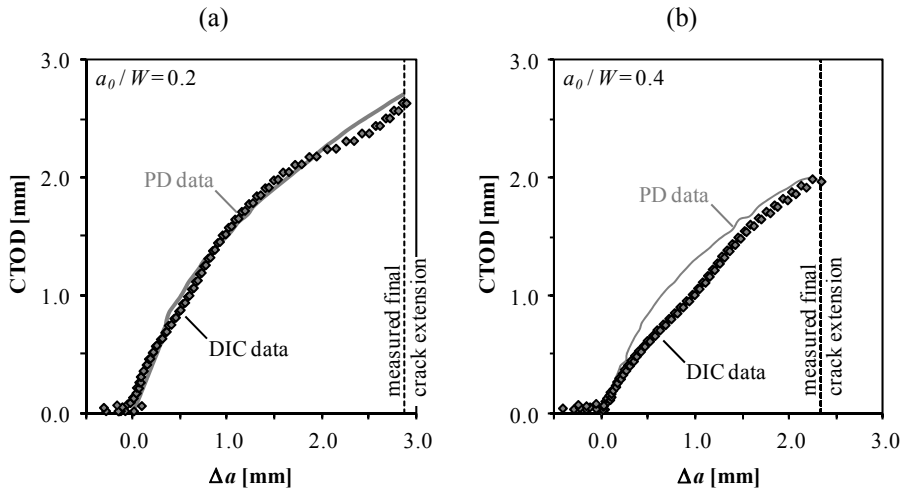 (a)
3.0
2.0
1.0
0.0
CTOD [mm]
a0 / W=0.2
PD data
DIC data
measured final
crack extension
0.0
1.0
2.0
3.0
Δa [mm]
(b)
3.0
2.0
1.0
0.0
CTOD [mm]
a0 / W=0.4
PD data
DIC data
measured final
crack extension
0.0
1.0
2.0
3.0
Δa [mm]